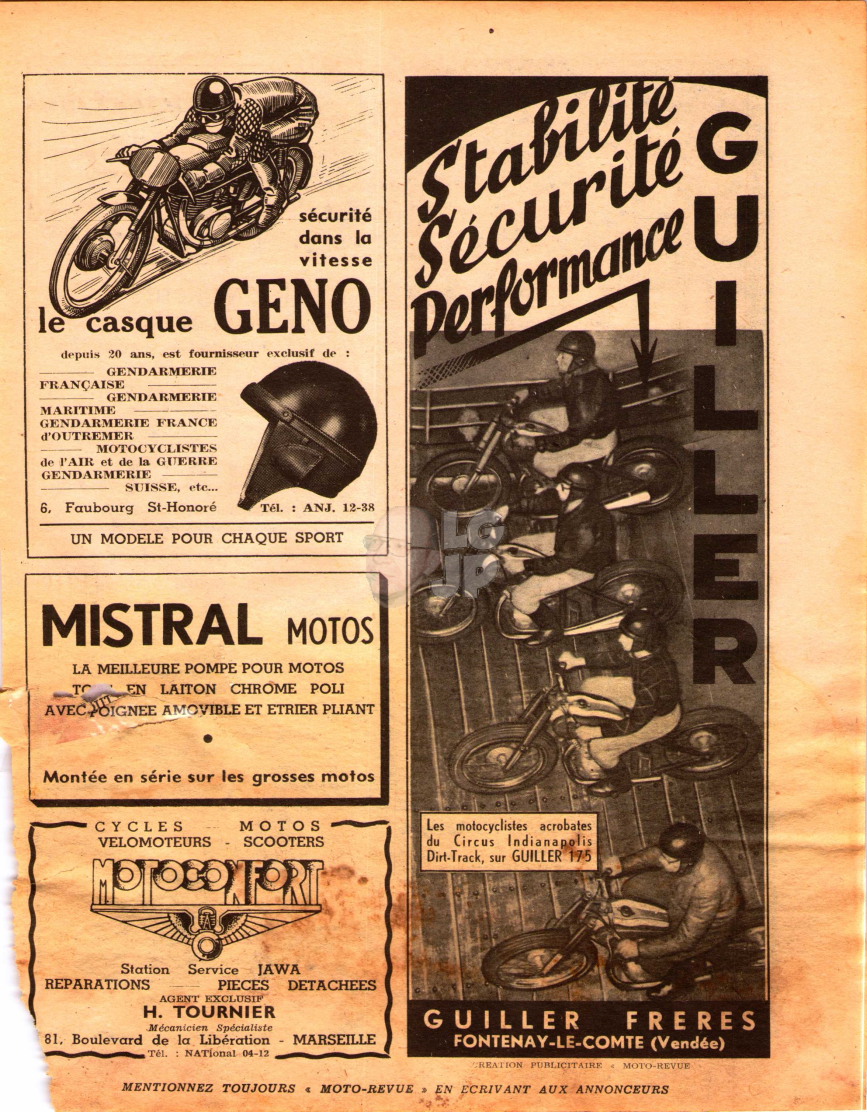 sécurité
dans la
vitesse
le casque GENO
depuis 20 ans, est fournisseur exclusif de :
GENDARMERIE
FRANÇAISE
GENDARMERIE
MARITIME
GENDARMERIE FRANCE
d'OUTREMER
MOTOCYCLISTES
de l'AIR et de la GUERRE
GENDARMERIE
SUISSE, etc...
6, Faubourg St-Honoré Tél. : ANJ. 12-38
UN MODELE POUR CHAQUE SPORT
MISTRAL MOTOS
LA MEILLEURE POMPE POUR MOTOS
EN LAITON CHROME POLI
AVEC POIGNEE AMOVIBLE ET ETRIER PLIANT
Montée en série sur les grosses motos
CYCLES MOTOS
VELOMOTEURS - SCOOTERS
MOTOCONFORT
Station Service JAWA
REPARATIONS PIECES DETACHEES
AGENT EXCLUSIF
H. TOURNIER
Mécanicien Spécialiste
81, Boulevard de la Libération - MARSEILLE
Tél. : NATional 04-12
Stabilité
Sécurité
Performance
GUILLER
Les motocyclistes acrobates
du Circus Indianapolis
Dirt-Track, sur GUILLER 175
GUILLER FRERES
FONTENAY-LE-COMTE (Vendée)
REATION PUBLICITAIRE « MOTO-REVUE
MENTIONNEZ TOUJOURS « MOTO-REVUE » EN ECRIVANT AUX ANNONCEURS
LG
JP